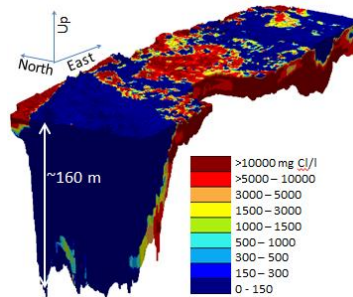 Up
North
East
~160 m
>10000 mg Cl/l
>5000 – 10000
3000 – 5000
1500 – 3000
1000 – 1500
500 – 1000
300 – 500
150 – 300
0 - 150